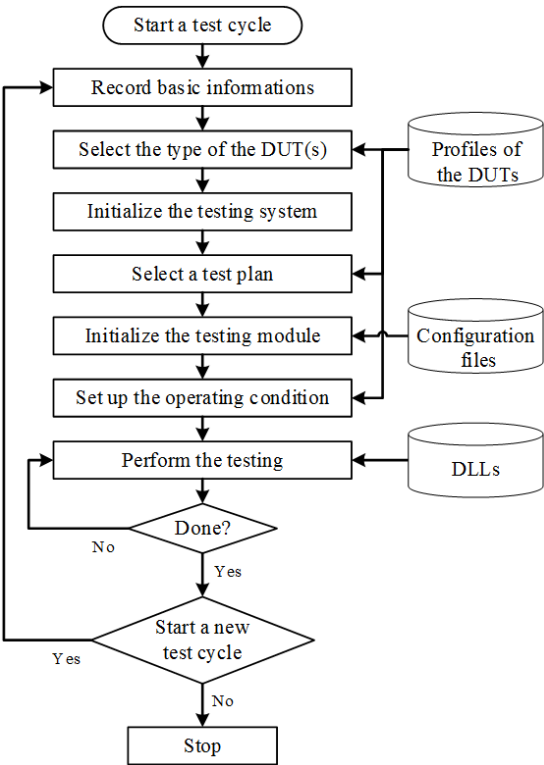 Start a test cycle
Record basic informations
Select the type of the DUT(s)
Profiles of
the DUTs
Initialize the testing system
Select a test plan
Initialize the testing module
Configuration
files
Set up the operating condition
Perform the testing
DLLs
Done?
No
Yes
Start a new
test cycle
Yes
No
Stop